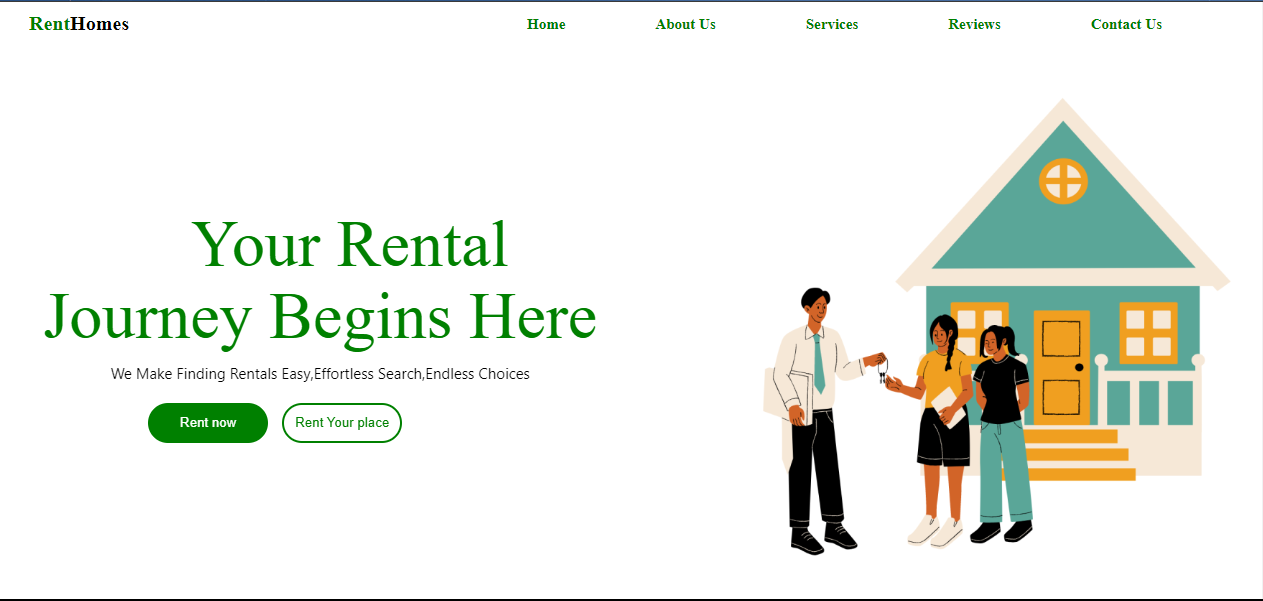 RentHomes
Home About Us Services Reviews Contact Us
Your Rental
Journey Begins Here
We Make Finding Rentals Easy,Effortless Search,Endless Choices
Rent now Rent Your place